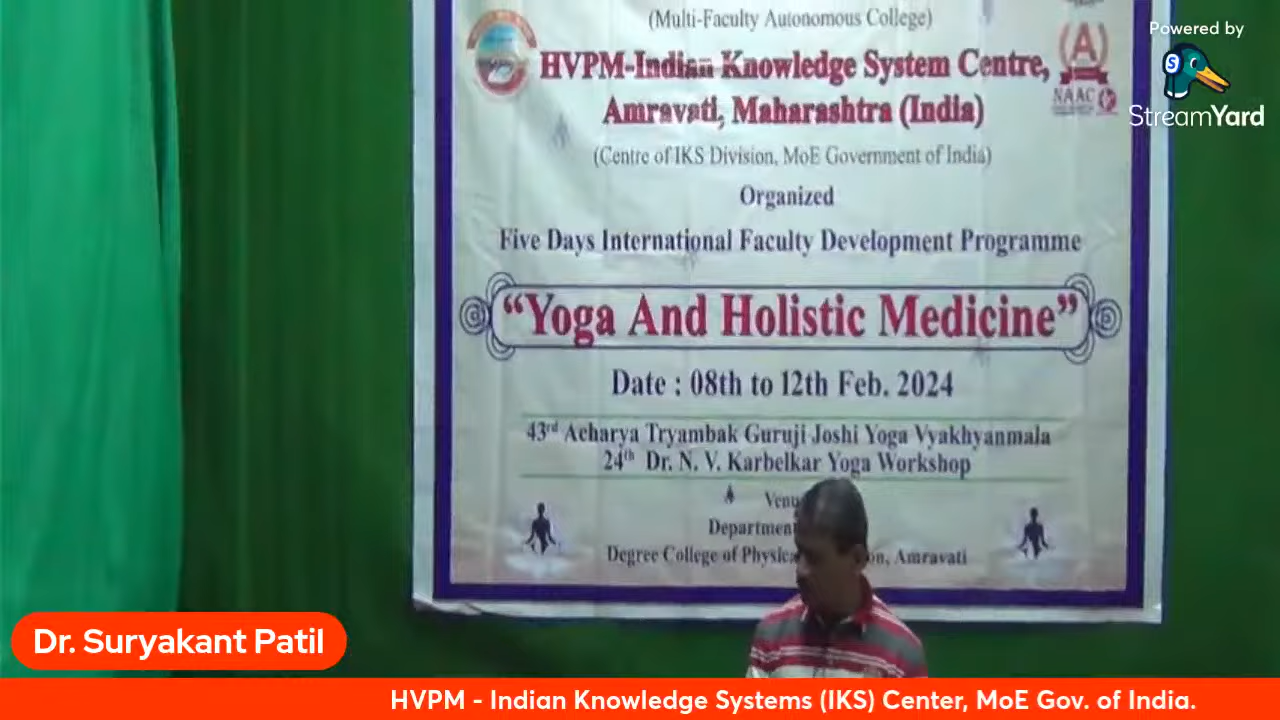 (Multi-Faculty Autonomous College)
HVPM-Indian Knowledge System Centre,
Amravati, Maharashtra (India)
(Centre of IKS Division, MoE Government of India)
Organized
Five Days International Faculty Development Programme
“Yoga And Holistic Medicine”
Date : 08th to 12th Feb. 2024
43rd Acharya Tryambak Guruji Joshi Yoga Vyakhyanmala
24th Dr. N. V. Karbelkar Yoga Workshop
Degree College of on, Amravati
A
NAAC
Powered by
S
StreamYard
Dr. Suryakant Patil
HVPM - Indian Knowledge Systems (IKS) Center, MoE Gov. of India.